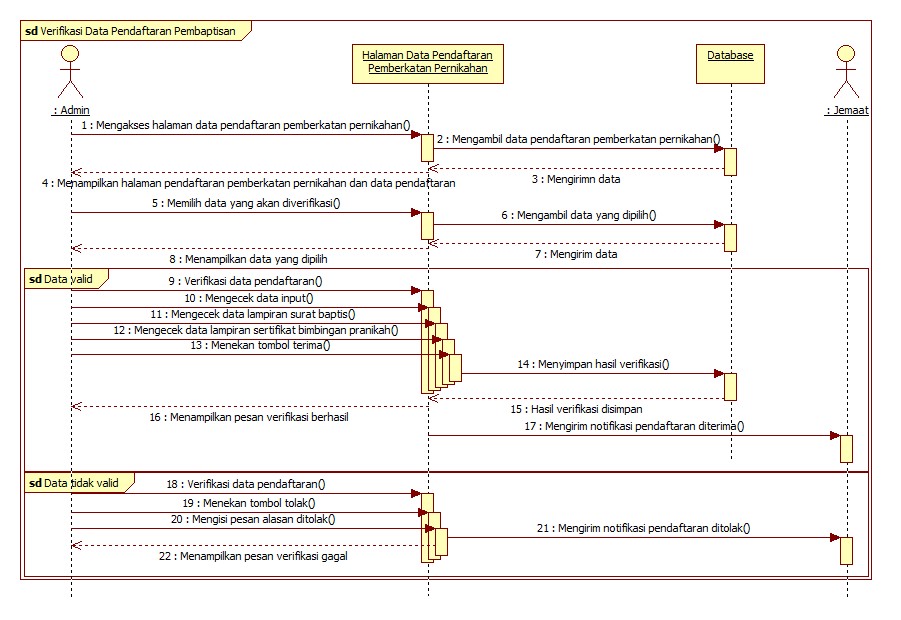 sd Verifikasi Data Pendaftaran Pembaptisan
Halaman Data Pendaftaran
Pemberkatan Pernikahan
Database
: Admin
: Jemaat
1 : Mengakses halaman data pendaftaran pemberkatan pernikahan()
2 : Mengambil data pendaftaran pemberkatan pernikahan()
3 : Mengirimn data
4 : Menampilkan halaman pendaftaran pemberkatan pernikahan dan data pendaftaran
5 : Memilih data yang akan diverifikasi()
6 : Mengambil data yang dipilih()
7 : Mengirim data
8 : Menampilkan data yang dipilih
sd Data valid
9 : Verifikasi data pendaftaran()
10 : Mengecek data input()
11 : Mengecek data lampiran surat baptis()
12 : Mengecek data lampiran sertifikat bimbingan pranikah()
13 : Menekan tombol terima()
14 : Menyimpan hasil verifikasi()
15 : Hasil verifikasi disimpan
16 : Menampilkan pesan verifikasi berhasil
17 : Mengirim notifikasi pendaftaran diterima()
sd Data tidak valid
18 : Verifikasi data pendaftaran()
19 : Menekan tombol tolak()
20 : Mengisi pesan alasan ditolak()
21 : Mengirim notifikasi pendaftaran ditolak()
22 : Menampilkan pesan verifikasi gagal